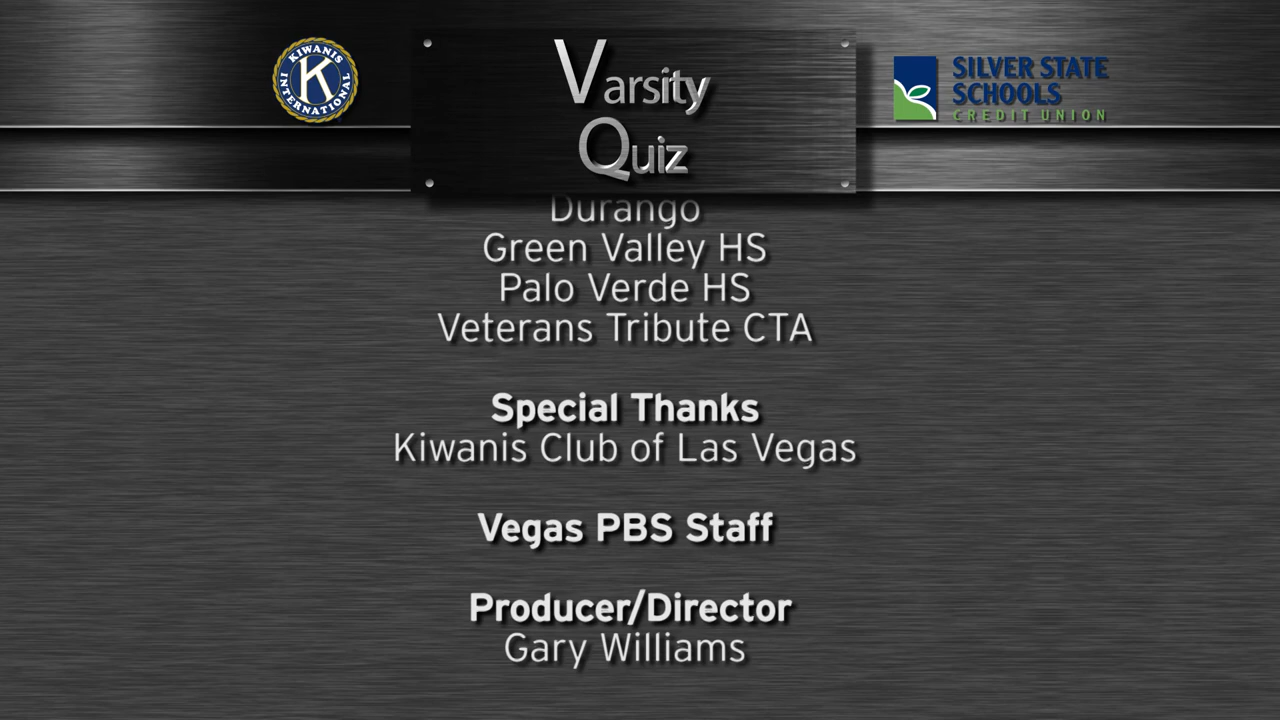 KIWANIS
INTERNATIONAL
K
Varsity
Quiz
SILVER STATE
SCHOOLS
CREDIT UNION
Durango
Green Valley HS
Palo Verde HS
Veterans Tribute CTA
Special Thanks
Kiwanis Club of Las Vegas
Vegas PBS Staff
Producer/Director
Gary Williams